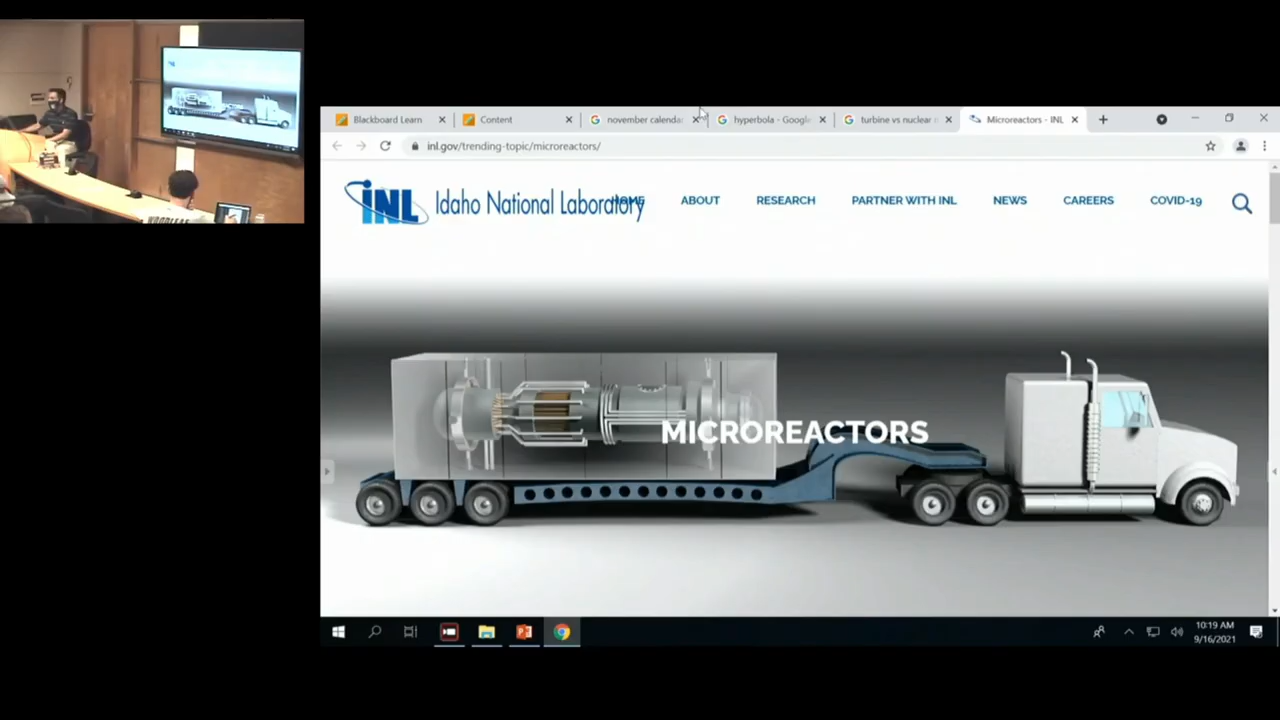 Blackboard Learn
Content
november calenda
hyperbola - Google
turbine vs nuclear
Microreactors - INL
inl.gov/trending-topic/microreactors/
INL Idaho National Laboratory
HOME
ABOUT
RESEARCH
PARTNER WITH INL
NEWS
CAREERS
COVID-19
MICROREACTORS
10:19 AM
9/16/2021